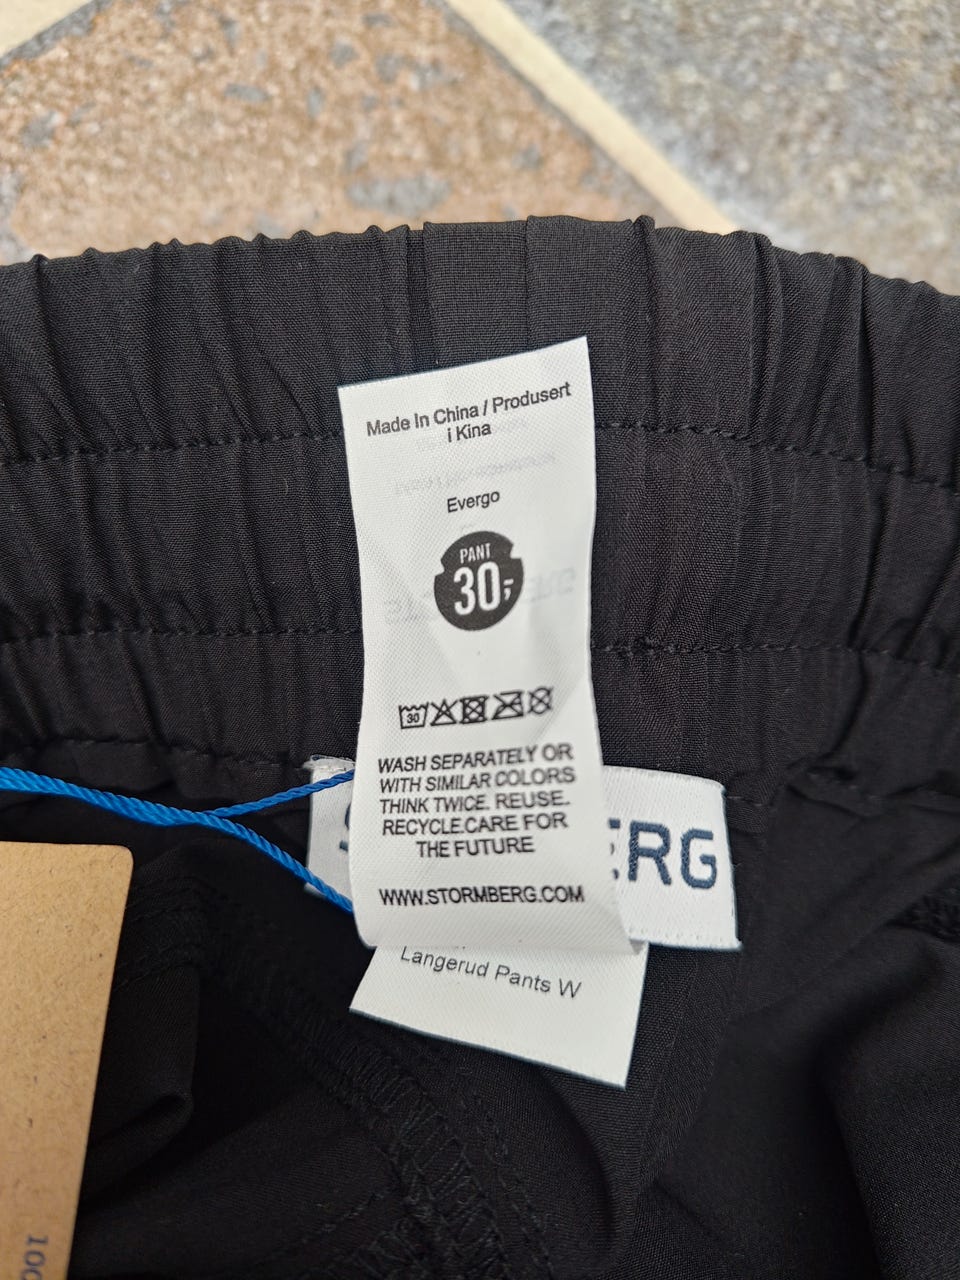 Made In China / Produsert
i Kina
Evergo
PANT
30,-
30
WASH SEPARATELY OR
WITH SIMILAR COLORS
THINK TWICE. REUSE.
RECYCLE.CARE FOR
THE FUTURE
WWW.STORMBERG.COM
ERG
Langerud Pants W
100